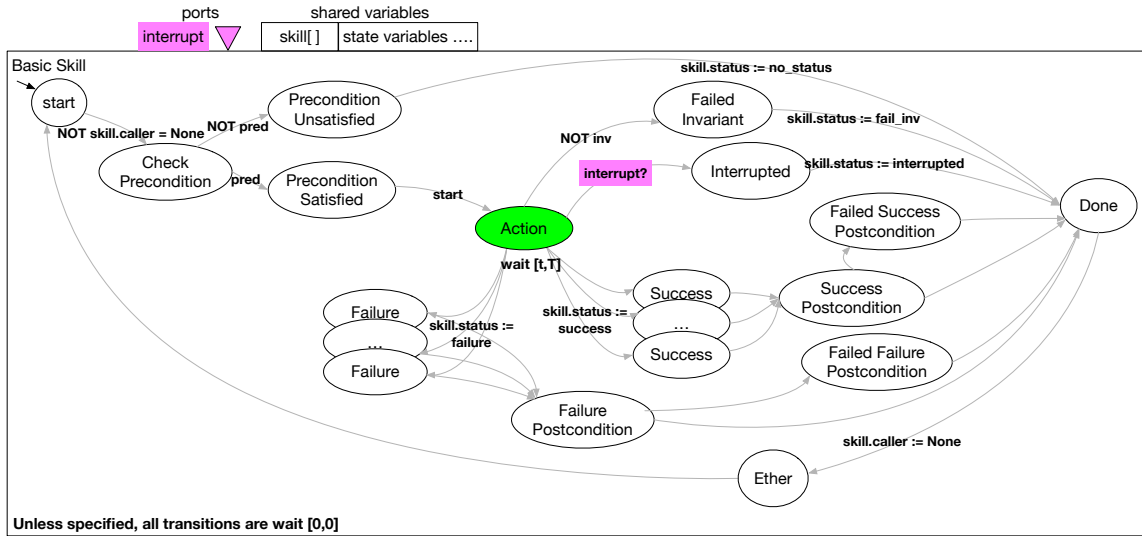 ports
shared variables
interrupt
skill[ ]
state variables ....
Basic Skill
start
skill.status := no_status
Precondition
Unsatisfied
Failed
Invariant
NOT pred
NOT skill.caller = None
skill.status := fail_inv
NOT inv
Check
Precondition
pred
Precondition
Satisfied
start
interrupt?
Interrupted
skill.status := interrupted
Done
Failed Success
Postcondition
Action
wait [t,T]
Failure
...
Failure
skill.status :=
failure
skill.status :=
success
Success
...
Success
Success
Postcondition
Failed Failure
Postcondition
Failure
Postcondition
skill.caller := None
Ether
Unless specified, all transitions are wait [0,0]